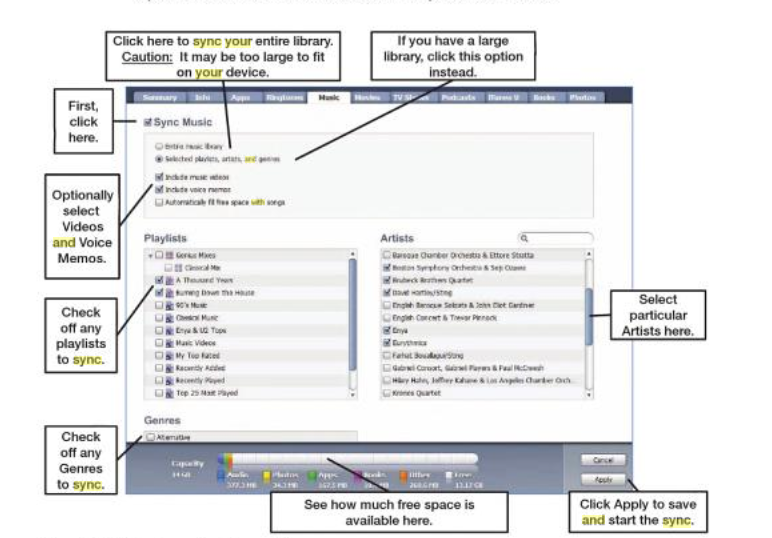 Click here to sync your entire library.
Caution: It may be too large to fit
on your device.
If you have a large
library, click this option
instead.
First,
click
here.
Summary Info Apps Ringtones Music Movies TV Shows Podcasts iTunes U Books Photos
Sync Music
Entire music library
Selected playlists, artists, and genres
Include music videos
Include voice memos
Automatically fill free space with songs
Optionally
select
Videos
and Voice
Memos.
Playlists
Genius Mixes
Classical Mix
A Thousand Years
Burning Down the House
90's Music
Classical Music
Enya & U2 Tops
Music Videos
My Top Rated
Recently Added
Recently Played
Top 25 Most Played
Artists
Baroque Chamber Orchestra & Ettore Stratta
Boston Symphony Orchestra & Seiji Ozawa
Brubeck Brothers Quartet
David Hartley/Sting
English Baroque Soloists & John Eliot Gardiner
English Concert & Trevor Pinnock
Enya
Eurythmics
Farhat Bouallagui/Sting
Gabrieli Consort, Gabrieli Players & Paul McCreesh
Hilary Hahn, Jeffrey Kahane & Los Angeles Chamber Orch...
Kronos Quartet
Check
off any
playlists
to sync.
Select
particular
Artists here.
Genres
Alternative
Check
off any
Genres
to sync.
Capacity
14 GB
Audio Photos Apps Books Other Free
377.3 MB 167.5 MB 13.17 GB
Cancel
Apply
See how much free space is
available here.
Click Apply to save
and start the sync.